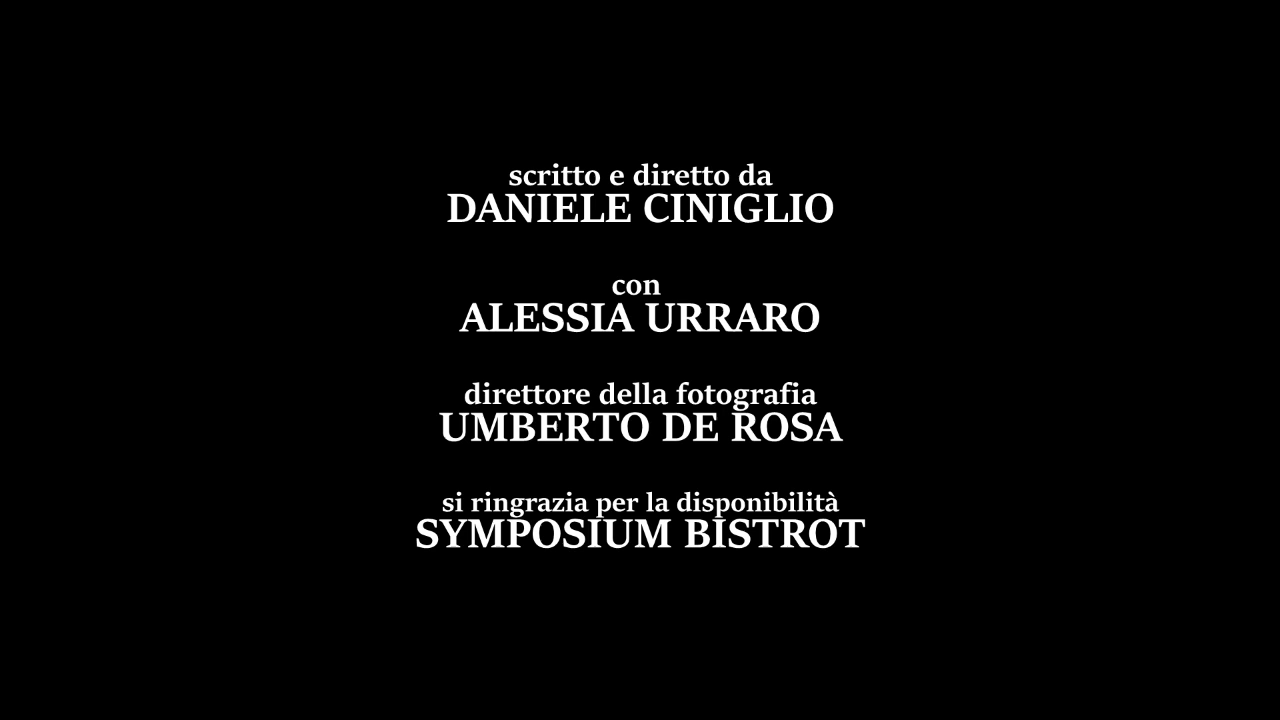 scritto e diretto da
DANIELE CINIGLIO
con
ALESSIA URRARO
direttore della fotografia
UMBERTO DE ROSA
si ringrazia per la disponibilità
SYMPOSIUM BISTROT